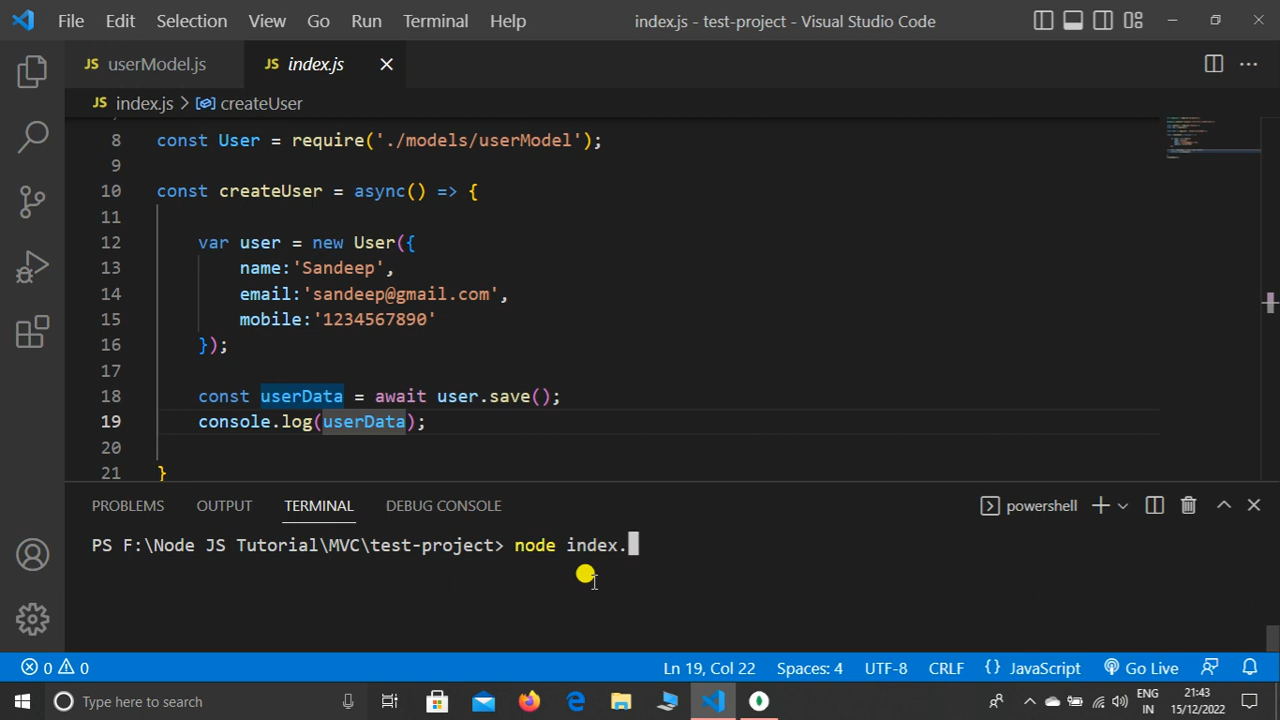 File Edit Selection View Go Run Terminal Help index.js - test-project - Visual Studio Code
JS userModel.js JS index.js
JS index.js > createUser
8 const User = require('./models/userModel');
9
10 const createUser = async() => {
11
12 var user = new User({
13 name:'Sandeep',
14 email:'sandeep@gmail.com',
15 mobile:'1234567890'
16 });
17
18 const userData = await user.save();
19 console.log(userData);
20
21 }
PROBLEMS OUTPUT TERMINAL DEBUG CONSOLE powershell
PS F:\Node JS Tutorial\MVC\test-project> node index.
0 0 Ln 19, Col 22 Spaces: 4 UTF-8 CRLF {} JavaScript Go Live
Type here to search ENG 21:43
IN 15/12/2022